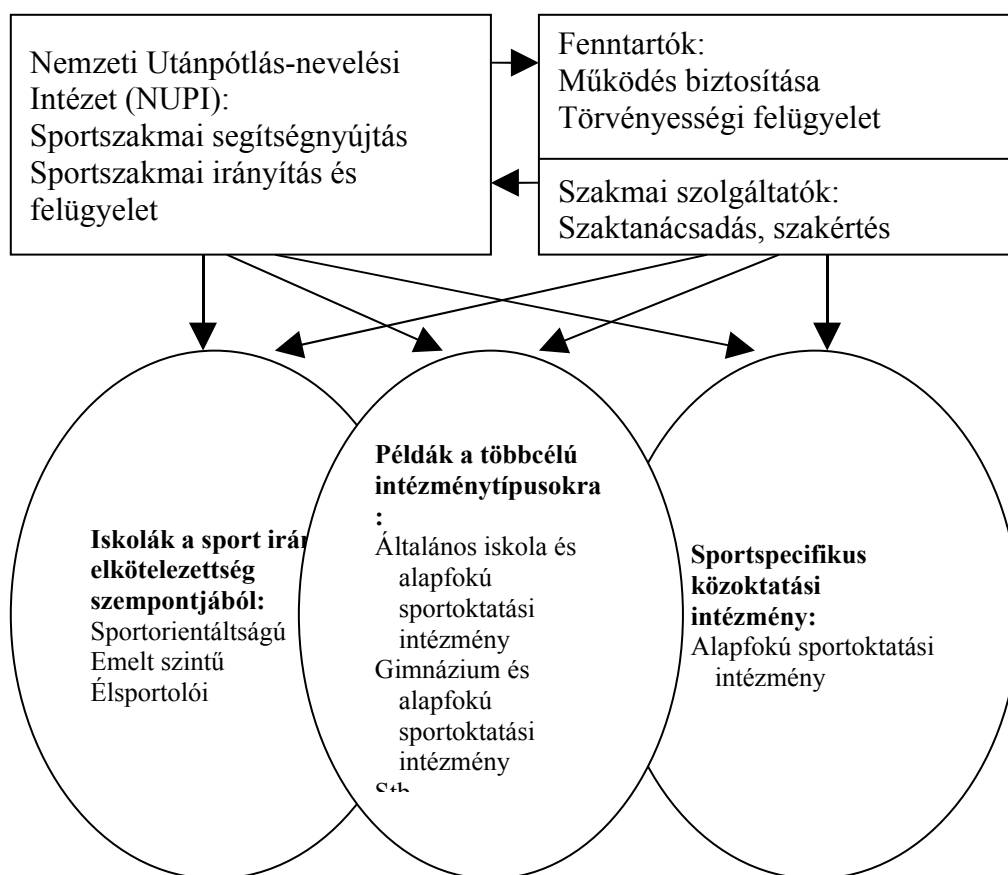 Nemzeti Utánpótlás-nevelési
Intézet (NUPI):
Sportszakmai segítségnyújtás
Sportszakmai irányítás és
felügyelet
Fenntartók:
Működés biztosítása
Törvényességi felügyelet
Szakmai szolgáltatók:
Szaktanácsadás, szakértés
Iskolák a sport irán
elkötelezettség
szempontjából:
Sportorientáltságú
Emelt szintű
Élsportolói
Példák a többcélú
intézménytípusokra
:
Általános iskola és
alapfokú
sportoktatási
intézmény
Gimnázium és
alapfokú
sportoktatási
intézmény
Stb
Sportspecifikus
közoktatási
intézmény:
Alapfokú sportoktatási
intézmény